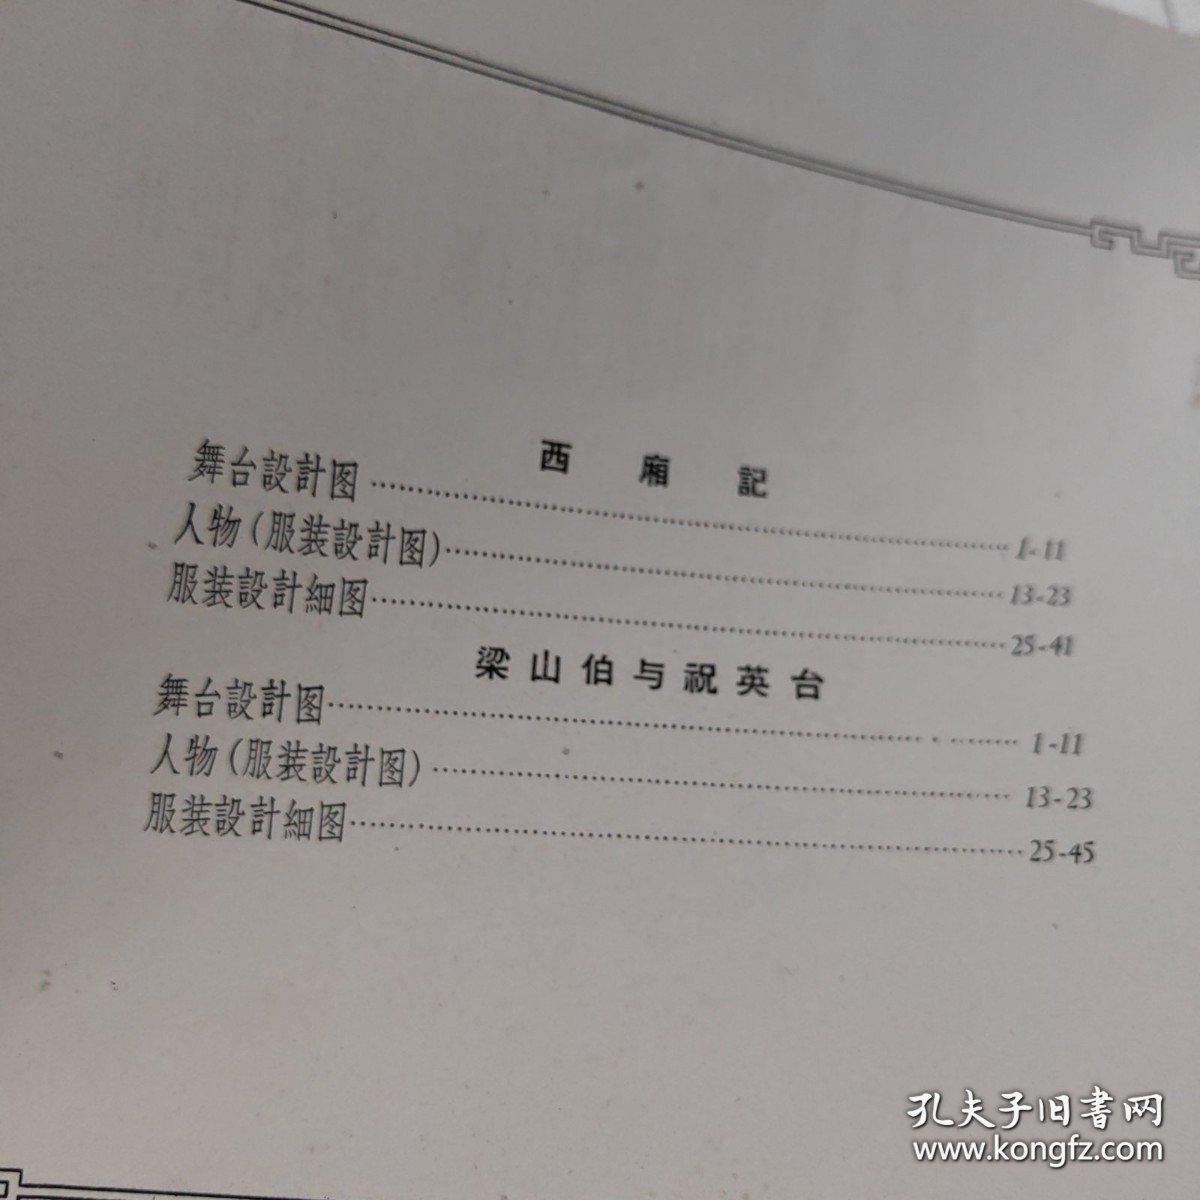 西廂記
舞台設計图……1-11
人物(服装設計图)……13-23
服装設計細图……25-41
梁山伯与祝英台
舞台設計图……1-11
人物(服装設計图)……13-23
服装設計細图……25-45
孔夫子旧書网
www.kongfz.com